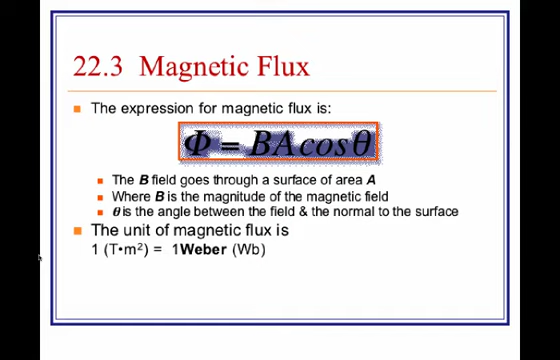 22.3 Magnetic Flux
The expression for magnetic flux is:
Φ = BA cos θ
The B field goes through a surface of area A
Where B is the magnitude of the magnetic field
θ is the angle between the field & the normal to the surface
The unit of magnetic flux is
1 (T•m²) = 1Weber (Wb)